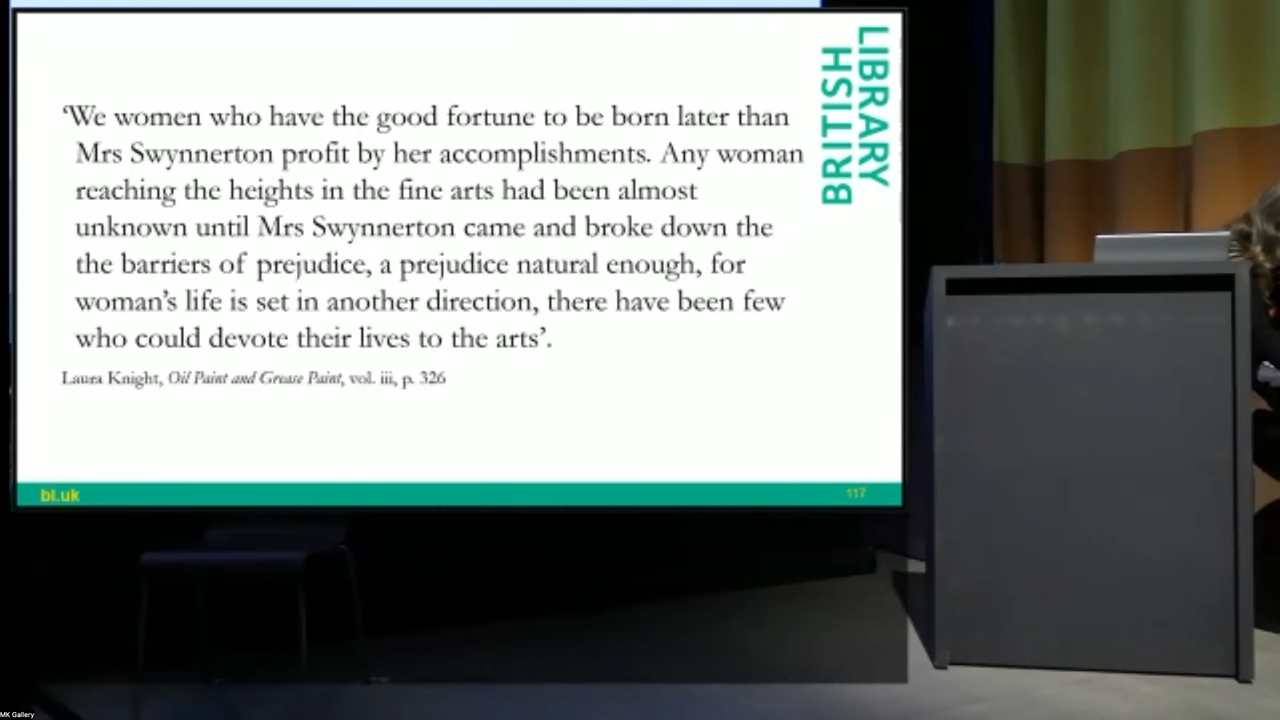 ‘We women who have the good fortune to be born later than
Mrs Swynnerton profit by her accomplishments. Any woman
reaching the heights in the fine arts had been almost
unknown until Mrs Swynnerton came and broke down the
the barriers of prejudice, a prejudice natural enough, for
woman’s life is set in another direction, there have been few
who could devote their lives to the arts’.
Laura Knight, Oil Paint and Grease Paint, vol. iii, p. 326
BRITISH
LIBRARY
bl.uk
117
MK Gallery